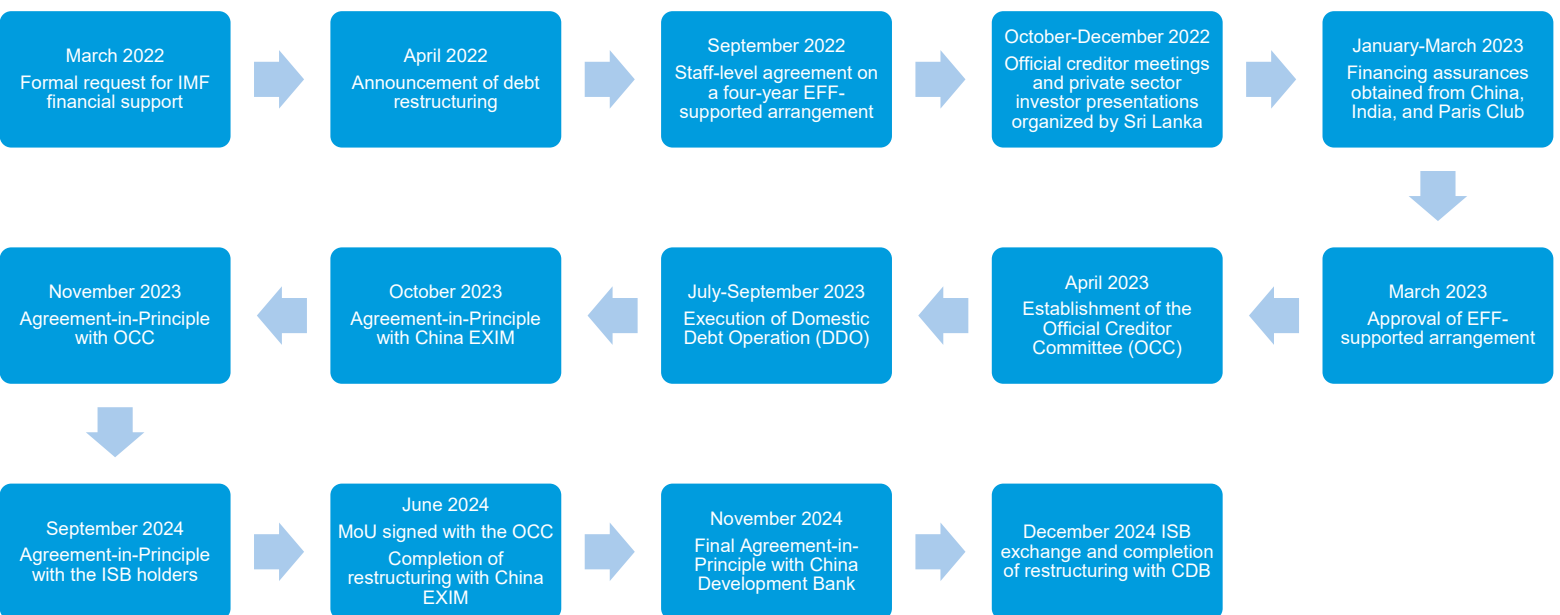 March 2022
Formal request for IMF
financial support
April 2022
Announcement of debt
restructuring
September 2022
Staff-level agreement on
a four-year EFF-
supported arrangement
October-December 2022
Official creditor meetings
and private sector
investor presentations
organized by Sri Lanka
January-March 2023
Financing assurances
obtained from China,
India, and Paris Club
March 2023
Approval of EFF-
supported arrangement
April 2023
Establishment of the
Official Creditor
Committee (OCC)
July-September 2023
Execution of Domestic
Debt Operation (DDO)
October 2023
Agreement-in-Principle
with China EXIM
November 2023
Agreement-in-Principle
with OCC
September 2024
Agreement-in-Principle
with the ISB holders
June 2024
MoU signed with the OCC
Completion of
restructuring with China
EXIM
November 2024
Final Agreement-in-
Principle with China
Development Bank
December 2024 ISB
exchange and completion
of restructuring with CDB